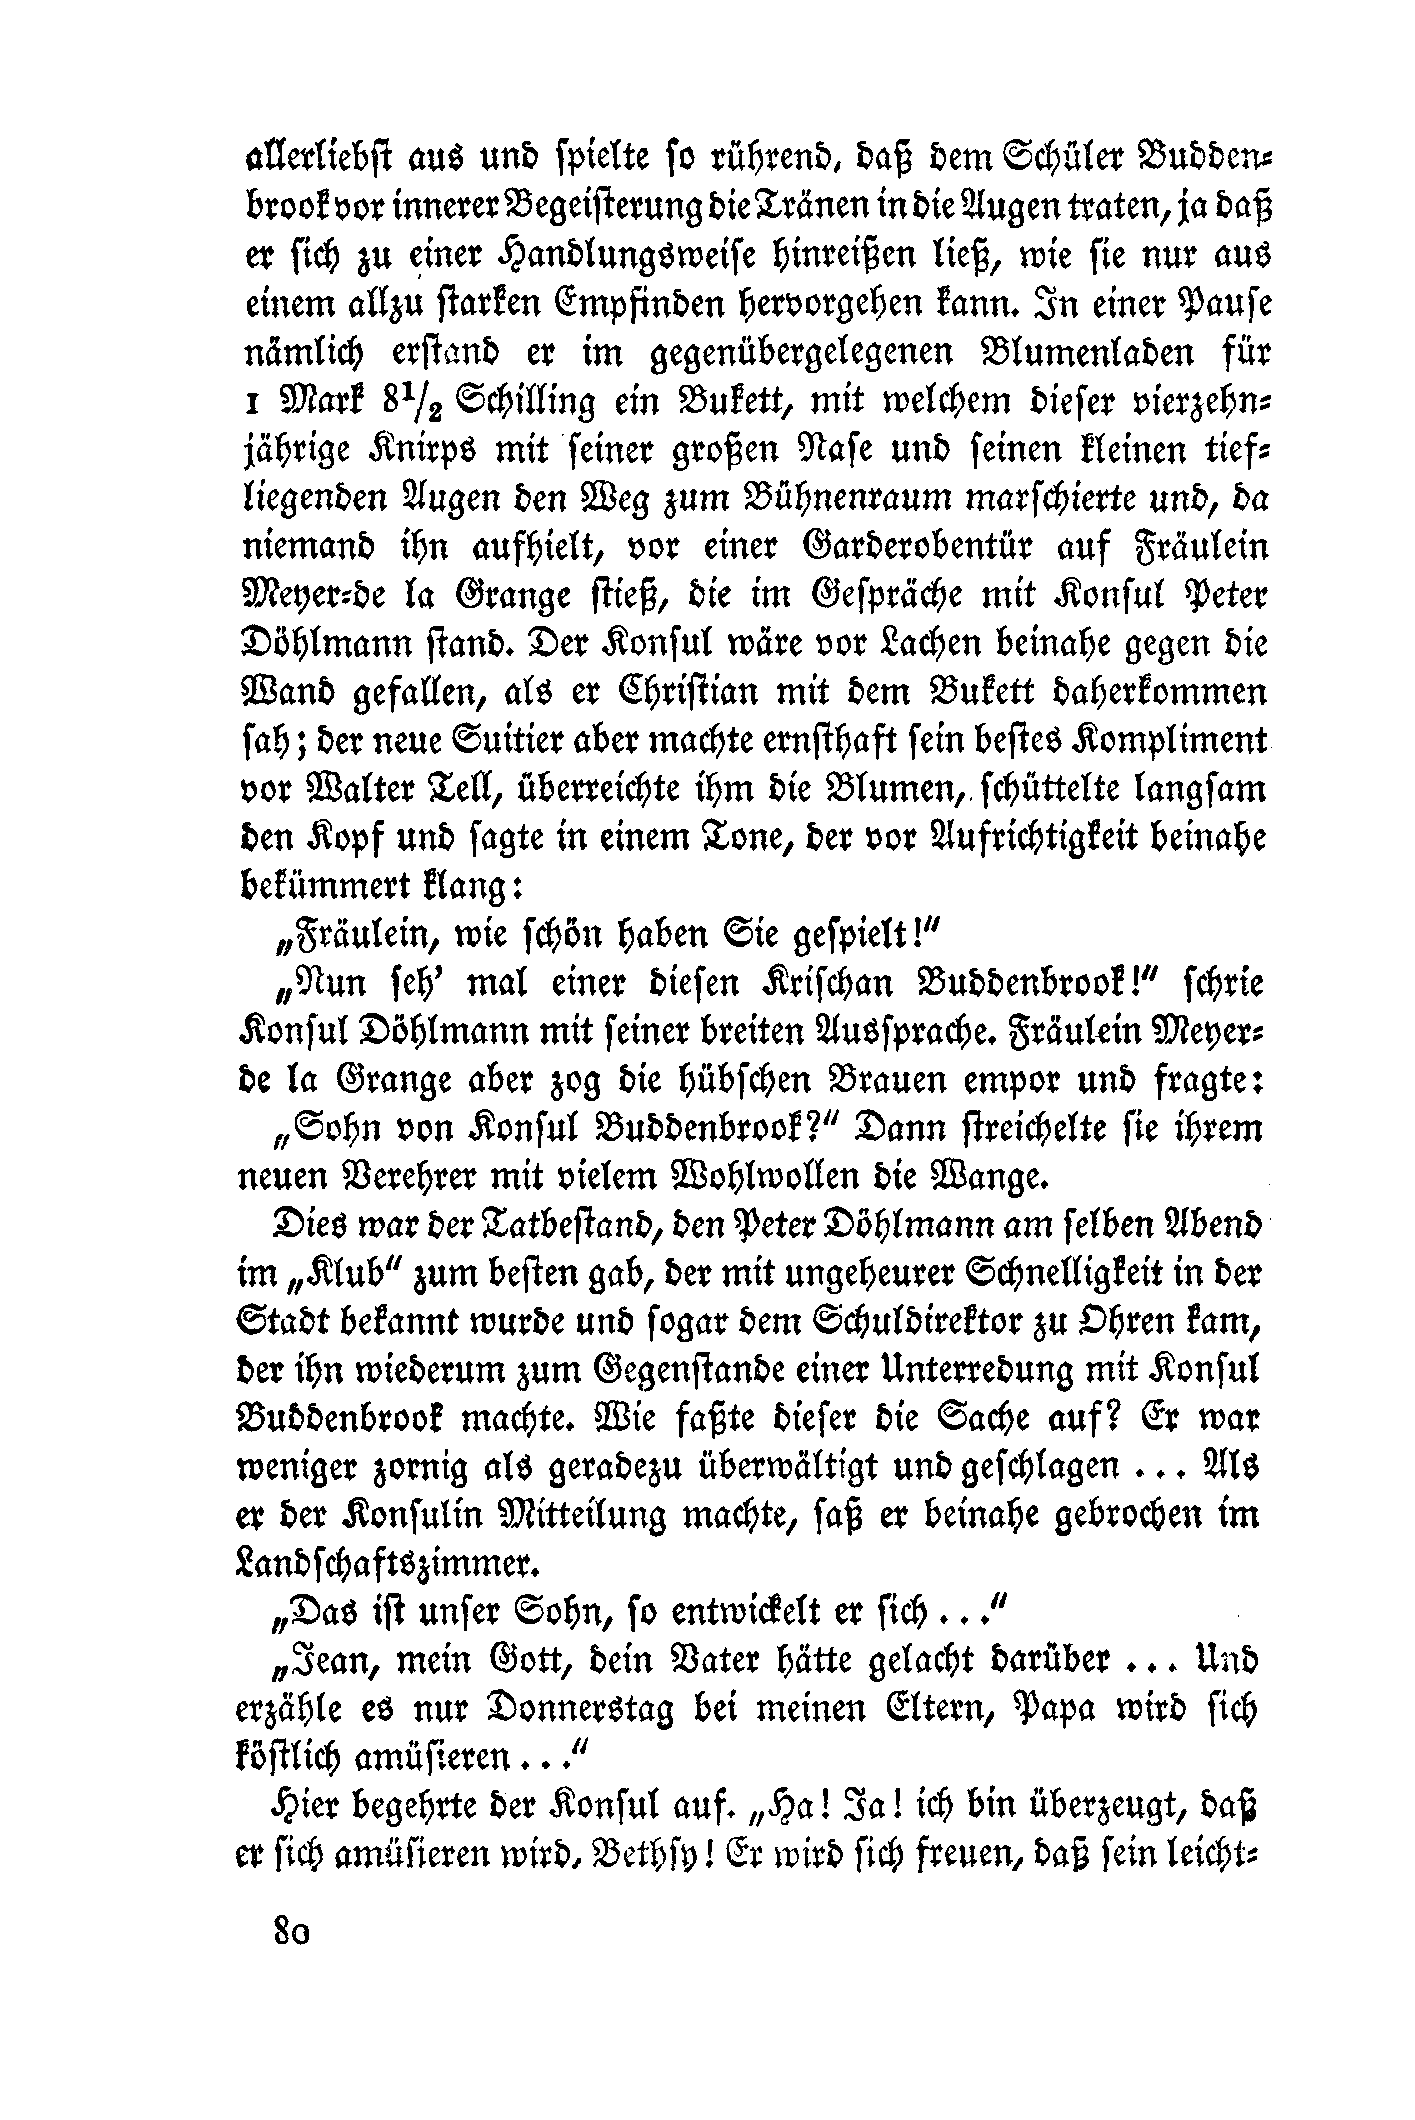 allerliebst aus und spielte so rührend, daß dem Schüler Budden-
brook vor innerer Begeisterung die Tränen in die Augen traten, ja daß
er sich zu einer Handlungsweise hinreißen ließ, wie sie nur aus
einem allzu starken Empfinden hervorgehen kann. In einer Pause
nämlich erstand er im gegenübergelegenen Blumenladen für
1 Mark 8 1/2 Schilling ein Bukett, mit welchem dieser vierzehn-
jährige Knirps mit seiner großen Nase und seinen kleinen tief-
liegenden Augen den Weg zum Bühnenraum marschierte und, da
niemand ihn aufhielt, vor einer Garderobentür auf Fräulein
Meyer-de la Grange stieß, die im Gespräche mit Konsul Peter
Döhlmann stand. Der Konsul wäre vor Lachen beinahe gegen die
Wand gefallen, als er Christian mit dem Bukett daherkommen
sah; der neue Suitier aber machte ernsthaft sein bestes Kompliment
vor Walter Tell, überreichte ihm die Blumen, schüttelte langsam
den Kopf und sagte in einem Tone, der vor Aufrichtigkeit beinahe
bekümmert klang:
„Fräulein, wie schön haben Sie gespielt!“
„Nun seh’ mal einer diesen Krischan Buddenbrook!“ schrie
Konsul Döhlmann mit seiner breiten Aussprache. Fräulein Meyer-
de la Grange aber zog die hübschen Brauen empor und fragte:
„Sohn von Konsul Buddenbrook?“ Dann streichelte sie ihrem
neuen Verehrer mit vielem Wohlwollen die Wange.
Dies war der Tatbestand, den Peter Döhlmann am selben Abend
im „Klub“ zum besten gab, der mit ungeheurer Schnelligkeit in der
Stadt bekannt wurde und sogar dem Schuldirektor zu Ohren kam,
der ihn wiederum zum Gegenstande einer Unterredung mit Konsul
Buddenbrook machte. Wie faßte dieser die Sache auf? Er war
weniger zornig als geradezu überwältigt und geschlagen ... Als
er der Konsulin Mitteilung machte, saß er beinahe gebrochen im
Landschaftszimmer.
„Das ist unser Sohn, so entwickelt er sich ...“
„Jean, mein Gott, dein Vater hätte gelacht darüber ... Und
erzähle es nur Donnerstag bei meinen Eltern, Papa wird sich
köstlich amüsieren ...“
Hier begehrte der Konsul auf. „Ha! Ja! ich bin überzeugt, daß
er sich amüsieren wird, Bethsy! Er wird sich freuen, daß sein leicht-
80